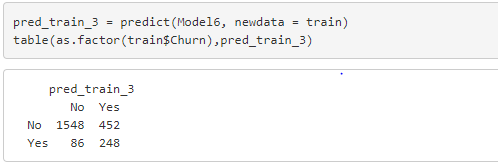 pred_train_3 = predict(Model6, newdata = train)
table(as.factor(train$Churn),pred_train_3)
pred_train_3
No Yes
No 1548 452
Yes 86 248